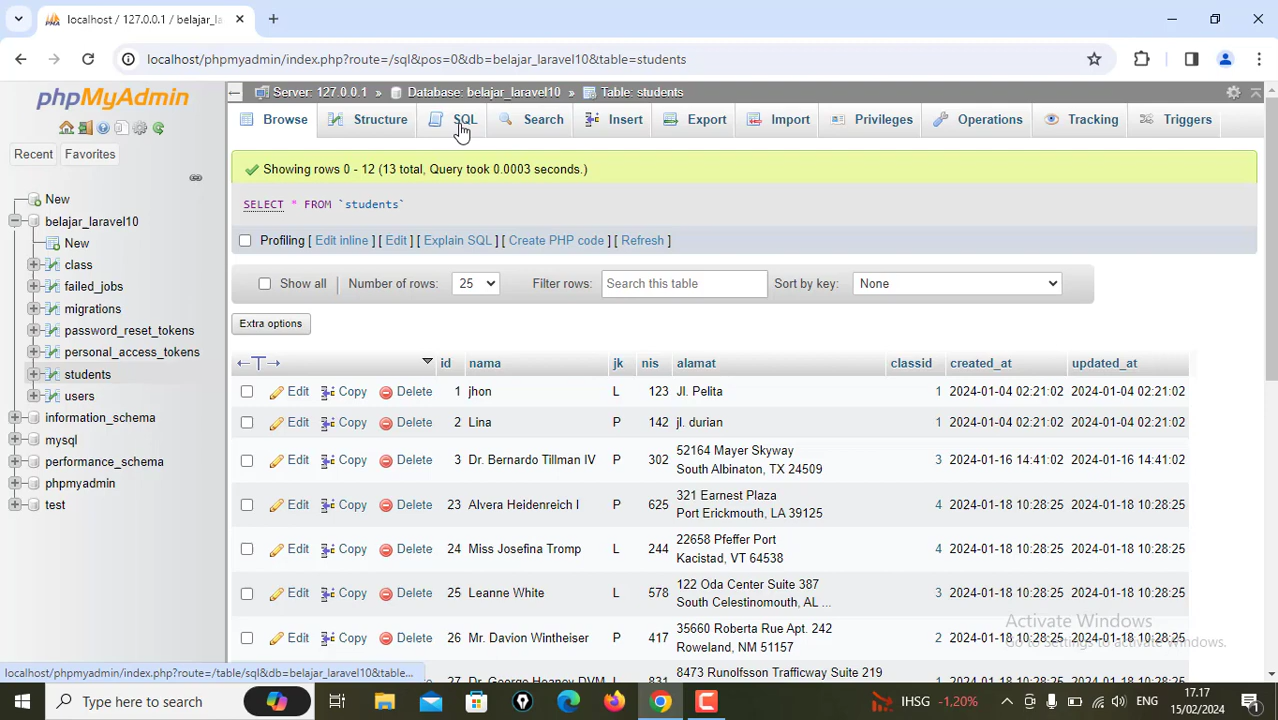 localhost / 127.0.0.1 / belajar_la
localhost/phpmyadmin/index.php?route=/sql&pos=0&db=belajar_laravel10&table=students
phpMyAdmin
Recent
Favorites
New
belajar_laravel10
New
class
failed_jobs
migrations
password_reset_tokens
personal_access_tokens
students
users
information_schema
mysql
performance_schema
phpmyadmin
test
Server: 127.0.0.1 » Database: belajar_laravel10 » Table: students
Browse Structure SQL Search Insert Export Import Privileges Operations Tracking Triggers
Showing rows 0 - 12 (13 total, Query took 0.0003 seconds.)
SELECT * FROM `students`
Profiling [ Edit inline ] [ Edit ] [ Explain SQL ] [ Create PHP code ] [ Refresh ]
Show all Number of rows: 25 Filter rows: Search this table Sort by key: None
Extra options
id nama jk nis alamat classid created_at updated_at
Edit Copy Delete 1 jhon L 123 Jl. Pelita 1 2024-01-04 02:21:02 2024-01-04 02:21:02
Edit Copy Delete 2 Lina P 142 jl. durian 1 2024-01-04 02:21:02 2024-01-04 02:21:02
Edit Copy Delete 3 Dr. Bernardo Tillman IV P 302 52164 Mayer Skyway 3 2024-01-16 14:41:02 2024-01-16 14:41:02
South Albinaton, TX 24509
Edit Copy Delete 23 Alvera Heidenreich I P 625 321 Earnest Plaza 4 2024-01-18 10:28:25 2024-01-18 10:28:25
Port Erickmouth, LA 39125
Edit Copy Delete 24 Miss Josefina Tromp L 244 22658 Pfeffer Port 4 2024-01-18 10:28:25 2024-01-18 10:28:25
Kacistad, VT 64538
Edit Copy Delete 25 Leanne White L 578 122 Oda Center Suite 387 3 2024-01-18 10:28:25 2024-01-18 10:28:25
South Celestinomouth, AL ...
Edit Copy Delete 26 Mr. Davion Wintheiser P 417 35660 Roberta Rue Apt. 242 2 2024-01-18 10:28:25 2024-01-18 10:28:25
Roweland, MN 51157
8473 Runolfsson Trafficway Suite 219
27 Dr. George Heaney DVM L 831
Activate Windows
Go to Settings to activate Windows.
localhost/phpmyadmin/index.php?route=/table/sql&db=belajar_laravel10&table...
Type here to search
IHSG -1,20%
ENG
17.17
15/02/2024
1